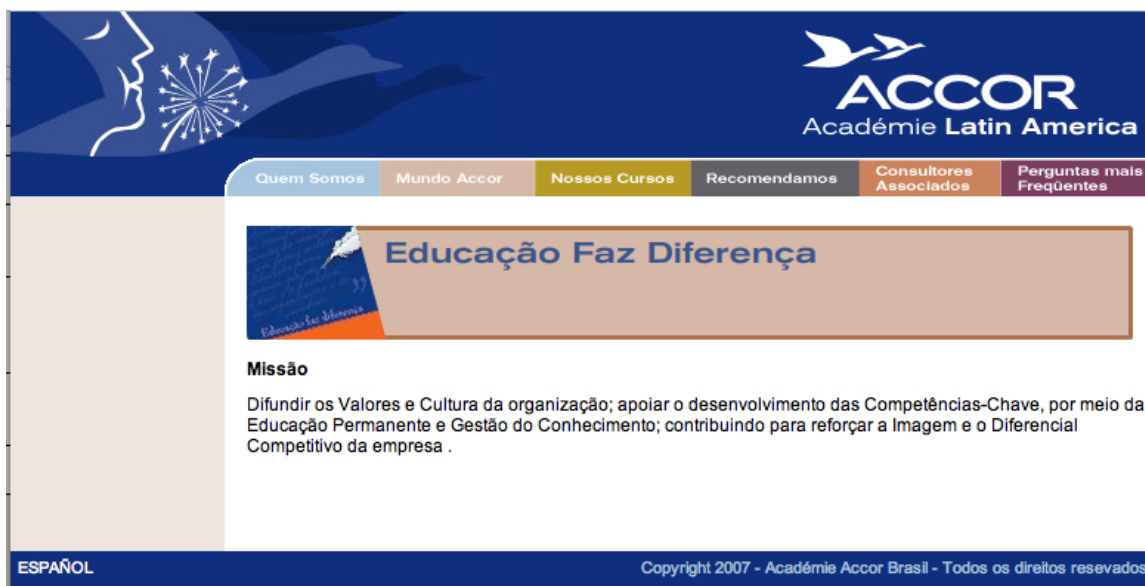 ACCOR
Académie Latin America
Quem Somos
Mundo Accor
Nossos Cursos
Recomendamos
Consultores
Associados
Perguntas mais
Freqüentes
Educação Faz Diferença
Educação faz diferença
Missão
Difundir os Valores e Cultura da organização; apoiar o desenvolvimento das Competências-Chave, por meio da
Educação Permanente e Gestão do Conhecimento; contribuindo para reforçar a Imagem e o Diferencial
Competitivo da empresa .
ESPAÑOL
Copyright 2007 - Académie Accor Brasil - Todos os direitos resevados